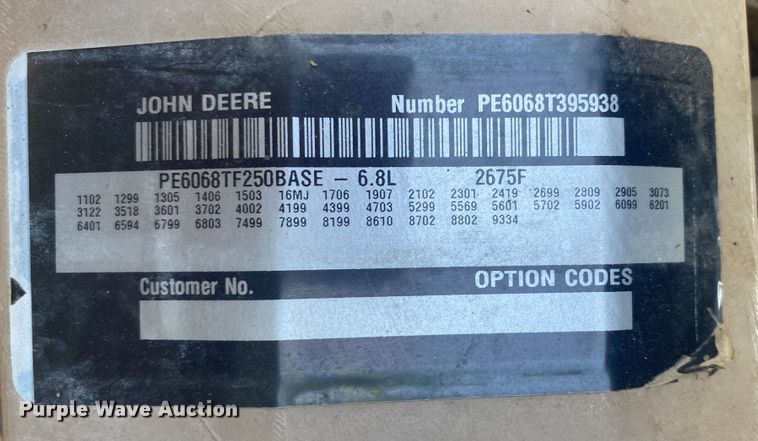 JOHN DEERE Number PE6068T395938
PE6068TF250BASE – 6.8L 2675F
1102 1299 1305 1406 1503 16MJ 1706 1907 2102 2301 2419 2699 2809 2905 3073
3122 3518 3601 3702 4002 4199 4399 4703 5299 5569 5601 5702 5902 6099 6201
6401 6594 6799 6803 7499 7899 8199 8610 8702 8802 9334
Customer No. OPTION CODES
Purple Wave Auction